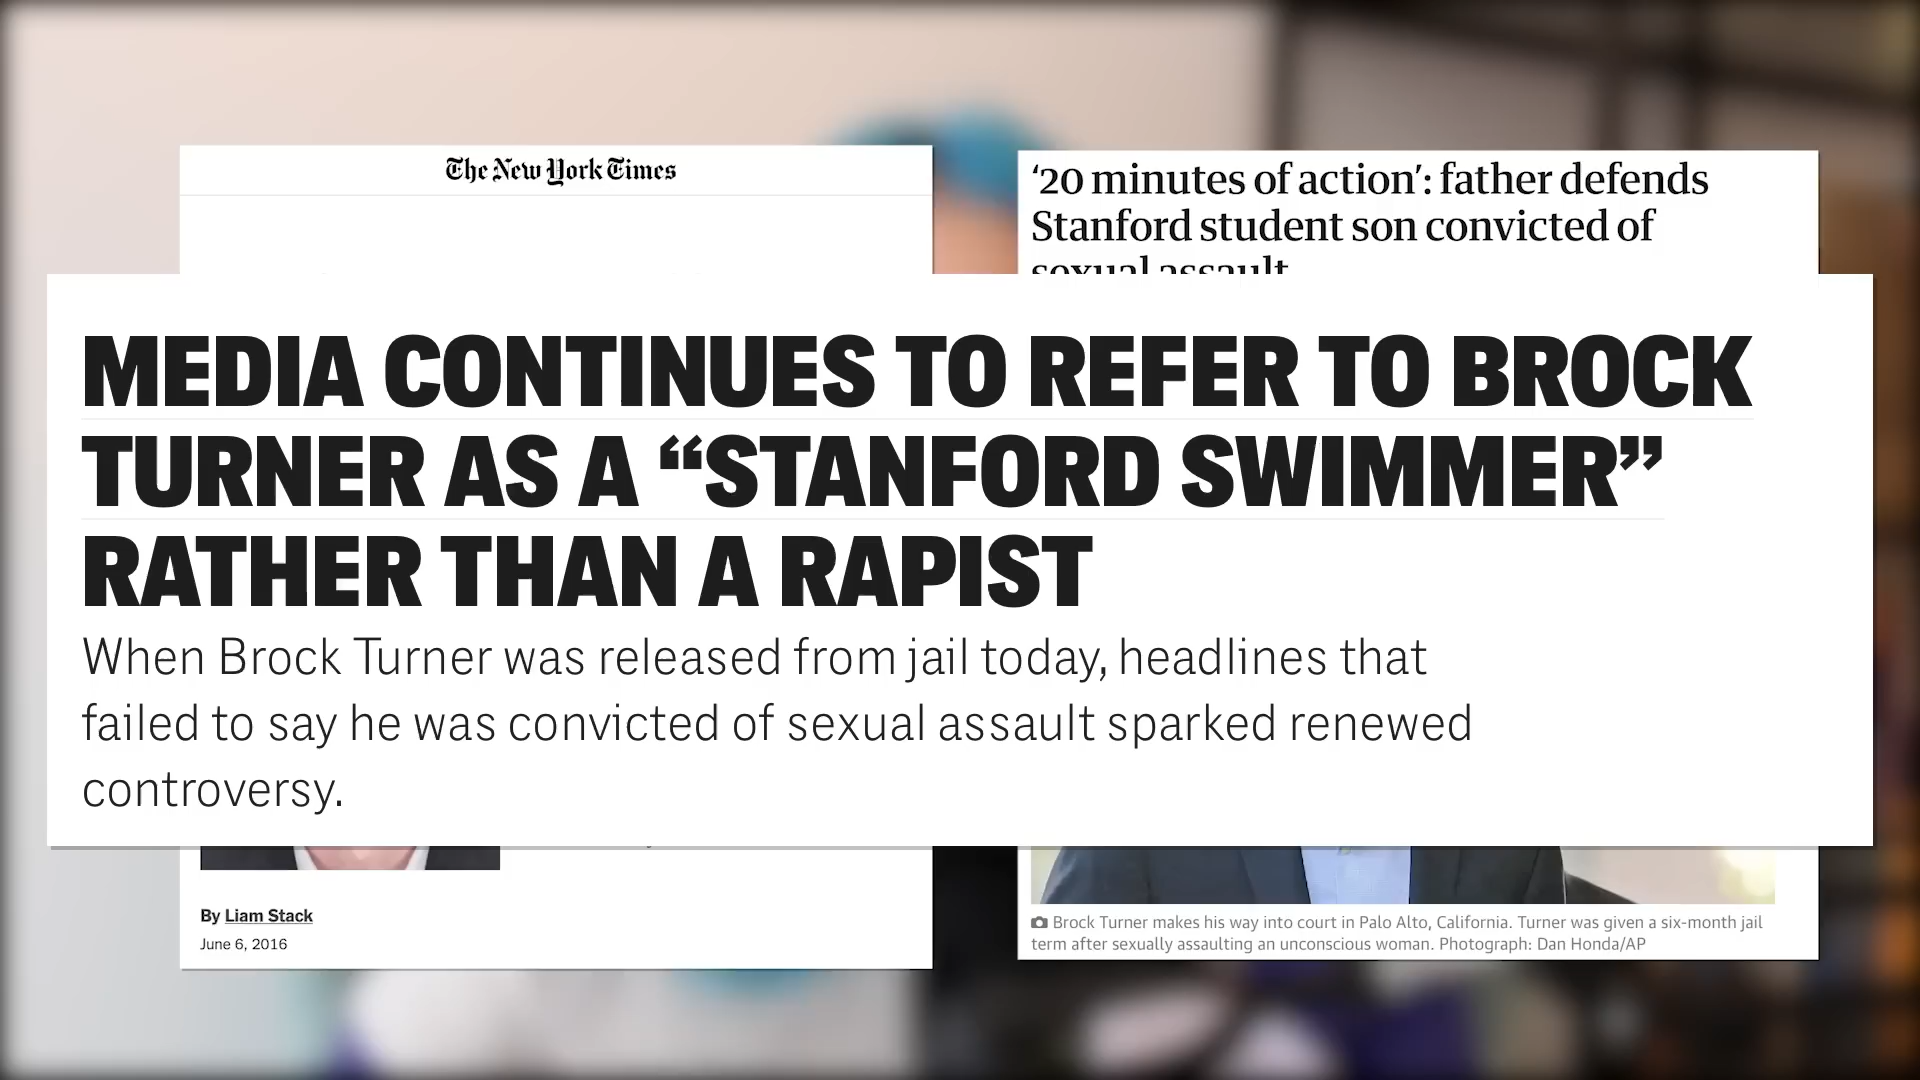 The New York Times
‘20 minutes of action’: father defends
Stanford student son convicted of
sexual assault
MEDIA CONTINUES TO REFER TO BROCK
TURNER AS A “STANFORD SWIMMER”
RATHER THAN A RAPIST
When Brock Turner was released from jail today, headlines that
failed to say he was convicted of sexual assault sparked renewed
controversy.
By Liam Stack
June 6, 2016
Brock Turner makes his way into court in Palo Alto, California. Turner was given a six-month jail
term after sexually assaulting an unconscious woman. Photograph: Dan Honda/AP